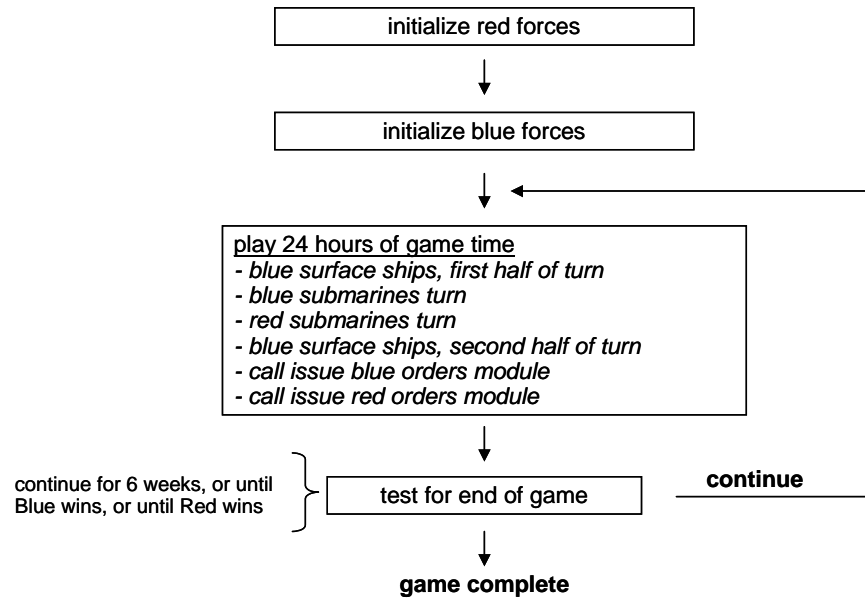 initialize red forces
initialize blue forces
play 24 hours of game time
- blue surface ships, first half of turn
- blue submarines turn
- red submarines turn
- blue surface ships, second half of turn
- call issue blue orders module
- call issue red orders module
continue for 6 weeks, or until
Blue wins, or until Red wins
test for end of game
continue
game complete